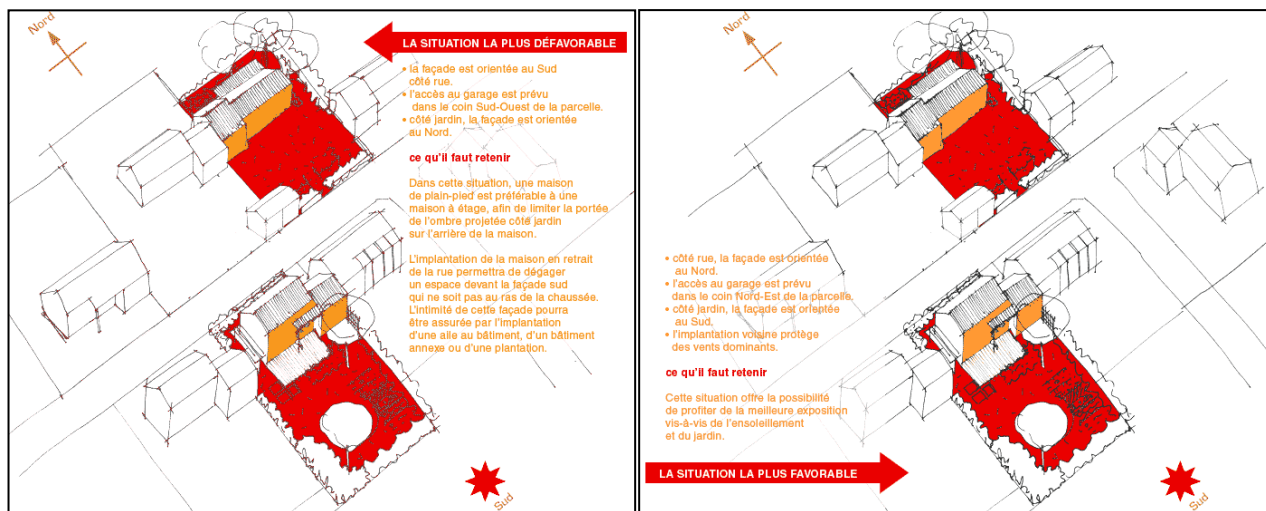 Nord
LA SITUATION LA PLUS DÉFAVORABLE
• la façade est orientée au Sud
côté rue.
• l'accès au garage est prévu
dans le coin Sud-Ouest de la parcelle.
• côté jardin, la façade est orientée
au Nord.
ce qu'il faut retenir
Dans cette situation, une maison
de plain-pied est préférable à une
maison à étage, afin de limiter la portée
de l'ombre projetée côté jardin
sur l'arrière de la maison.
L'implantation de la maison en retrait
de la rue permettra de dégager
un espace devant la façade sud
qui ne soit pas au ras de la chaussée.
L'intimité de cette façade pourra
être assurée par l'implantation
d'une aile au bâtiment, d'un bâtiment
annexe ou d'une plantation.
Sud
Nord
• côté rue, la façade est orientée
au Nord.
• l'accès au garage est prévu
dans le coin Nord-Est de la parcelle.
• côté jardin, la façade est orientée
au Sud.
• l'implantation voisine protège
des vents dominants.
ce qu'il faut retenir
Cette situation offre la possibilité
de profiter de la meilleure exposition
vis-à-vis de l'ensoleillement
et du jardin.
LA SITUATION LA PLUS FAVORABLE
Sud